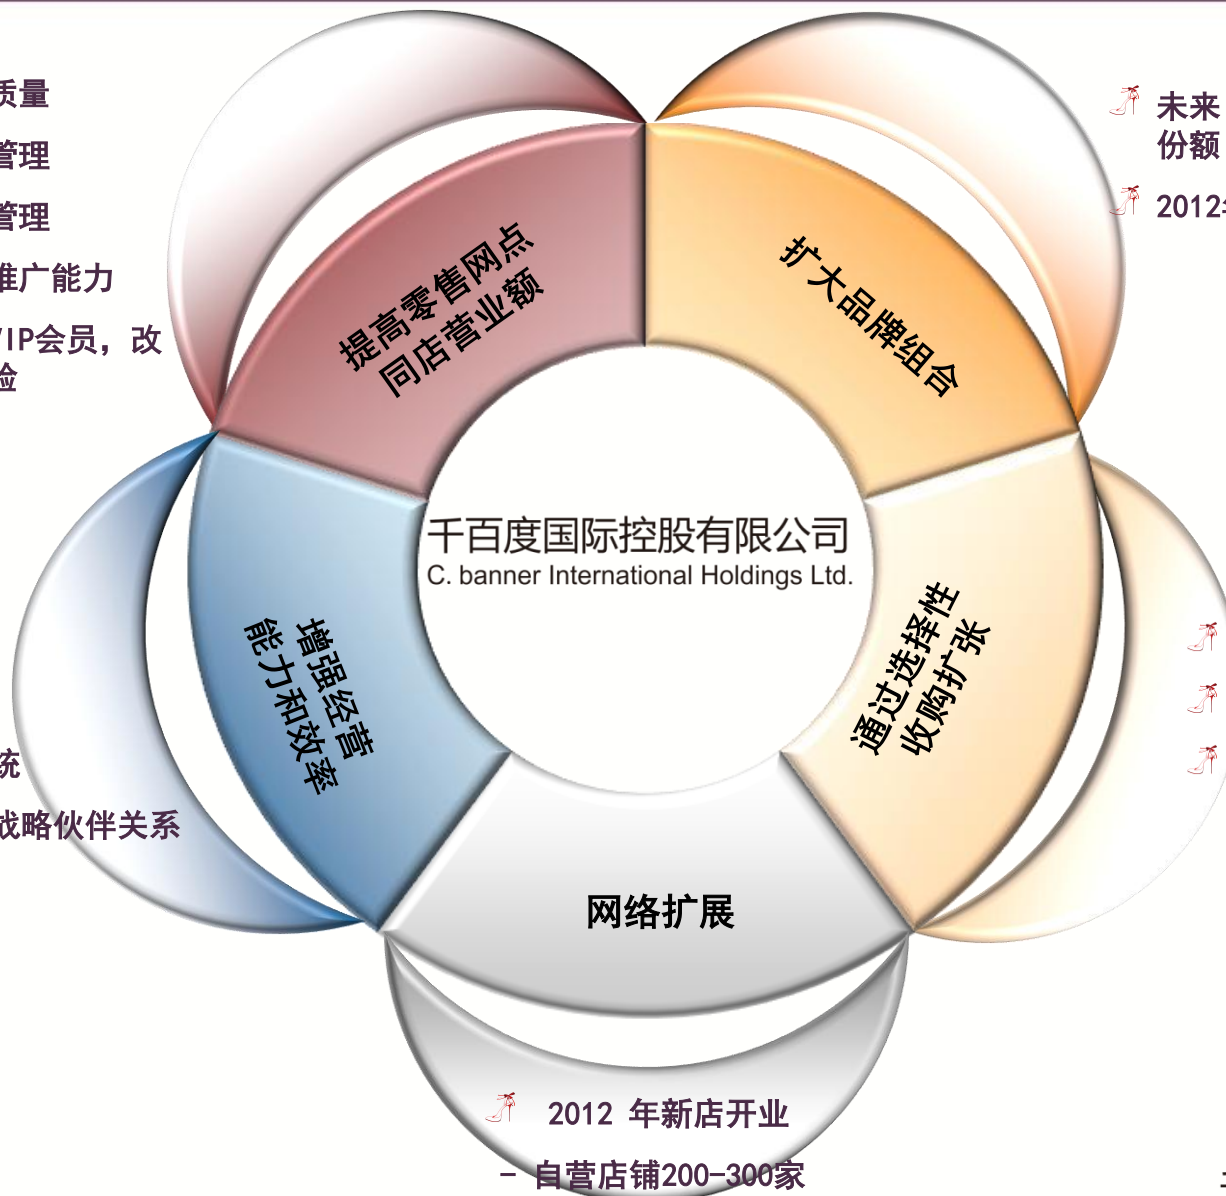 质量
管理
管理
推广能力
VIP会员，改
验
未来
份额
2012年
提高零售网点
同店营业额
扩大品牌组合
千百度国际控股有限公司
C. banner International Holdings Ltd.
增强经营
能力和效率
通过选择性
收购扩张
统
战略伙伴关系
网络扩展
2012 年新店开业
- 自营店铺200-300家